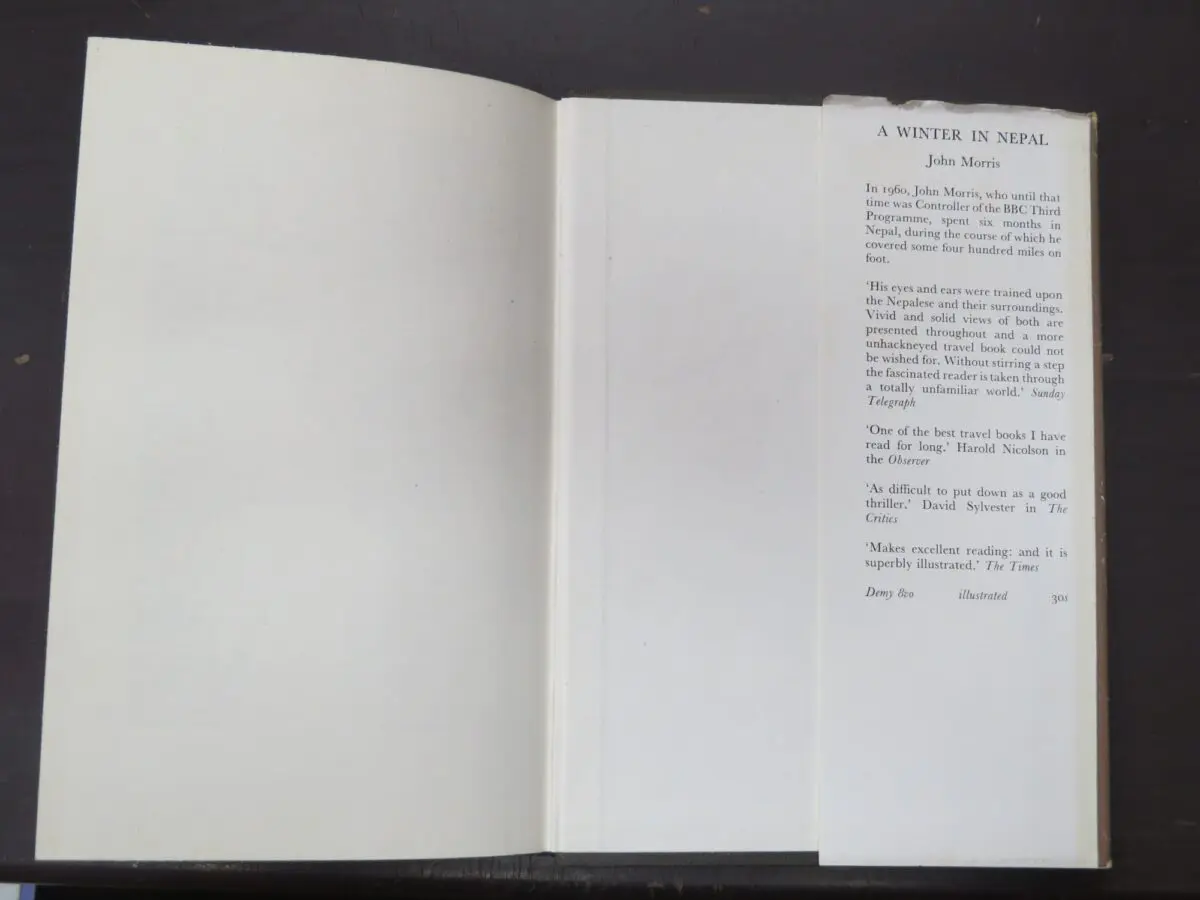 A WINTER IN NEPAL
John Morris
In 1960, John Morris, who until that
time was Controller of the BBC Third
Programme, spent six months in
Nepal, during the course of which he
covered some four hundred miles on
foot.
‘His eyes and ears were trained upon
the Nepalese and their surroundings.
Vivid and solid views of both are
presented throughout and a more
unhackneyed travel book could not
be wished for. Without stirring a step
the fascinated reader is taken through
a totally unfamiliar world.’ Sunday
Telegraph
‘One of the best travel books I have
read for long.’ Harold Nicolson in
the Observer
‘As difficult to put down as a good
thriller.’ David Sylvester in The
Critics
‘Makes excellent reading: and it is
superbly illustrated.’ The Times
Demy 8vo illustrated 30s